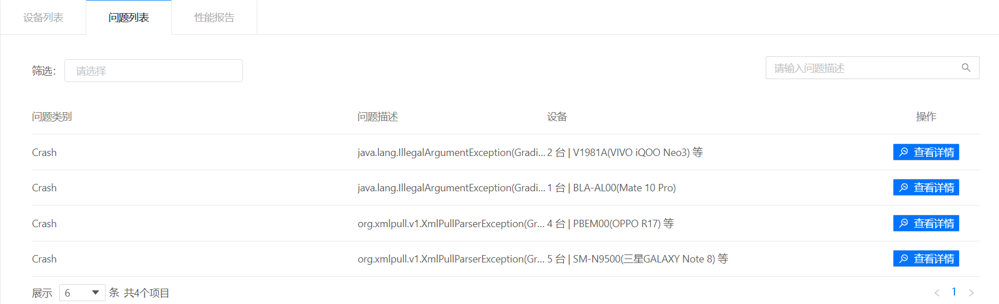 设备列表 问题列表 性能报告
筛选: 请选择 请输入问题描述
问题类别 问题描述 设备 操作
Crash java.lang.IllegalArgumentException(Gradi... 2 台 | V1981A(VIVO iQOO Neo3) 等 查看详情
Crash java.lang.IllegalArgumentException(Gradi... 1 台 | BLA-AL00(Mate 10 Pro) 查看详情
Crash org.xmlpull.v1.XmlPullParserException(Gr... 4 台 | PBEM00(OPPO R17) 等 查看详情
Crash org.xmlpull.v1.XmlPullParserException(Gr... 5 台 | SM-N9500(三星GALAXY Note 8) 等 查看详情
展示 6 条 共4个项目 < 1 >